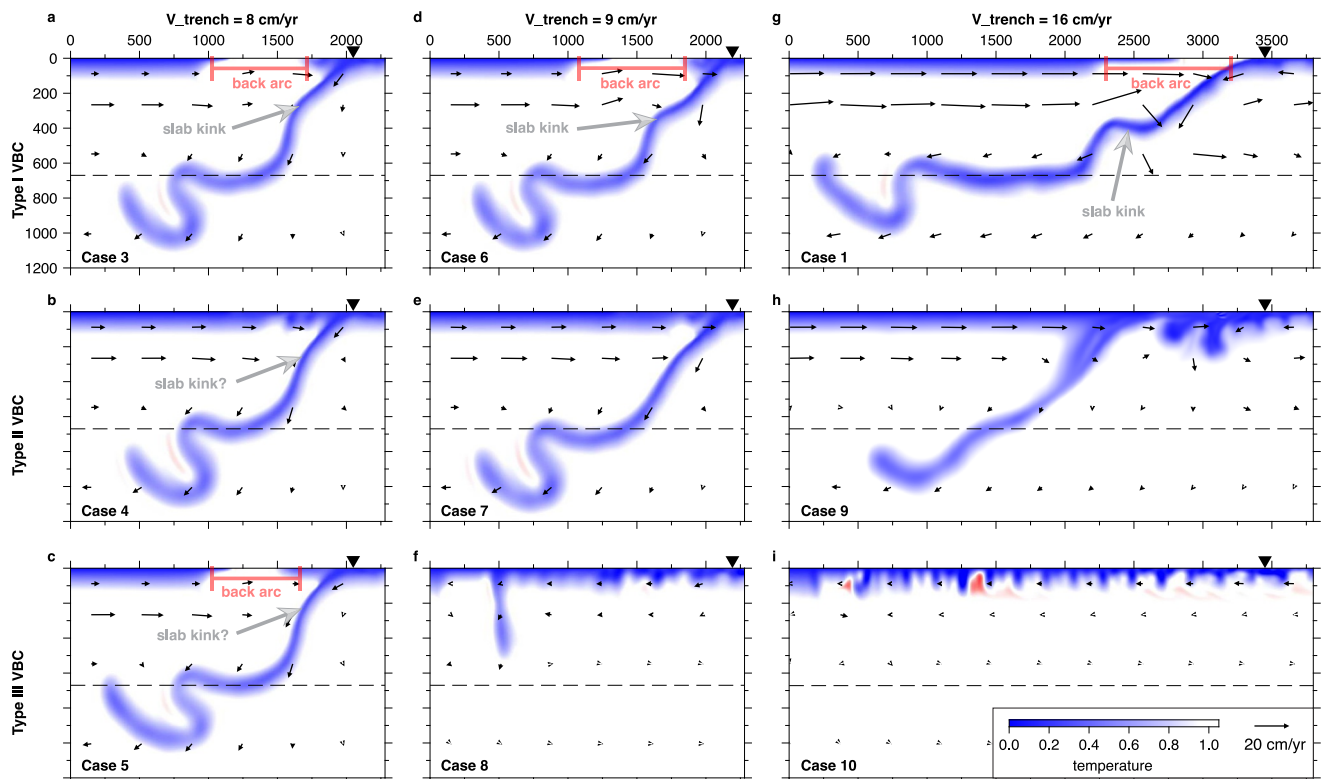 a V_trench = 8 cm/yr d V_trench = 9 cm/yr g V_trench = 16 cm/yr
0 500 1000 1500 2000 0 500 1000 1500 2000 0 500 1000 1500 2000 2500 3000 3500
0
200
400
600
800
1000
1200
Type I VBC
back arc
slab kink
Case 3
back arc
slab kink
Case 6
back arc
slab kink
Case 1
b e h
Type II VBC
slab kink?
Case 4
Case 7
Case 9
c f i
Type III VBC
back arc
slab kink?
Case 5
Case 8
Case 10
0.0 0.2 0.4 0.6 0.8 1.0
temperature
20 cm/yr